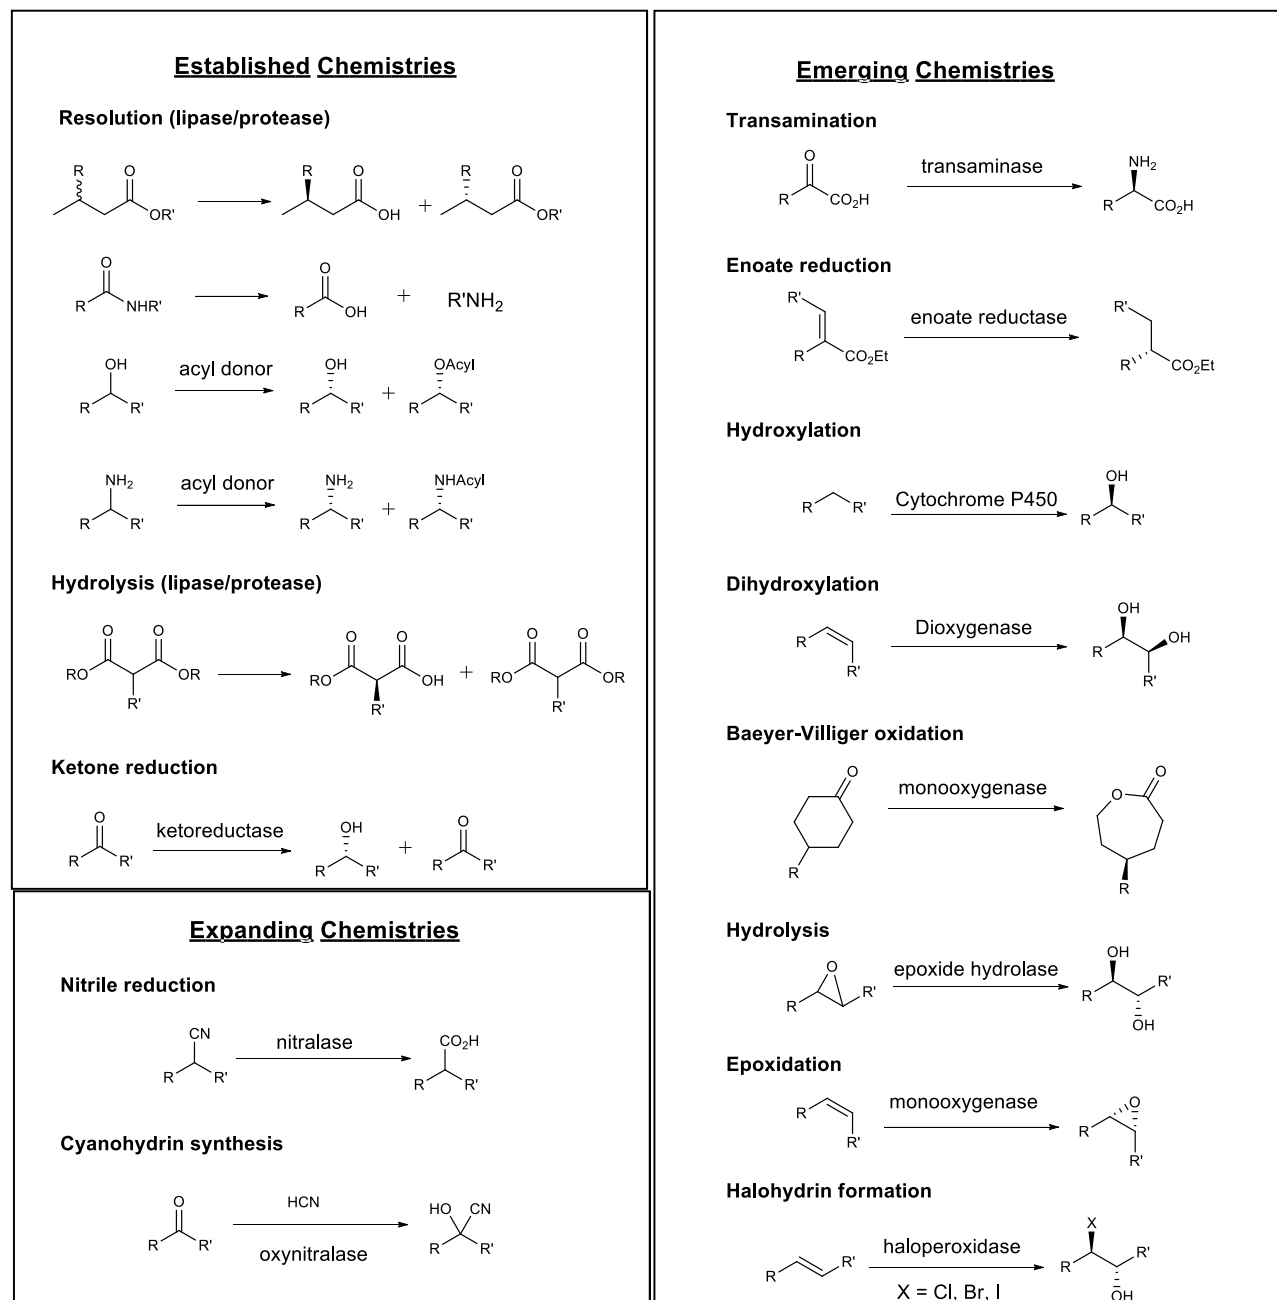 Established Chemistries
Resolution (lipase/protease)
R O OR' R O OH + R O OR'
R O NHR' R O OH + R'NH2
OH R R' acyl donor OH R R' + OAcyl R R'
NH2 R R' acyl donor NH2 R R' + NHAcyl R R'
Hydrolysis (lipase/protease)
O O RO OR R' O O RO OH R' + O O RO OR R'
Ketone reduction
O R R' ketoreductase OH R R' + O R R'
Expanding Chemistries
Nitrile reduction
CN R R' nitralase CO2H R R'
Cyanohydrin synthesis
O R R' HCN oxynitralase HO CN R R'
Emerging Chemistries
Transamination
O R CO2H transaminase NH2 R CO2H
Enoate reduction
R' R CO2Et enoate reductase R' R CO2Et
Hydroxylation
R R' Cytochrome P450 OH R R'
Dihydroxylation
R R' Dioxygenase OH R OH R'
Baeyer-Villiger oxidation
O R monooxygenase O O R
Hydrolysis
O R R' epoxide hydrolase HO R R' OH
Epoxidation
R R' monooxygenase O R R'
Halohydrin formation
R R' haloperoxidase X R R' OH
X = Cl, Br, I